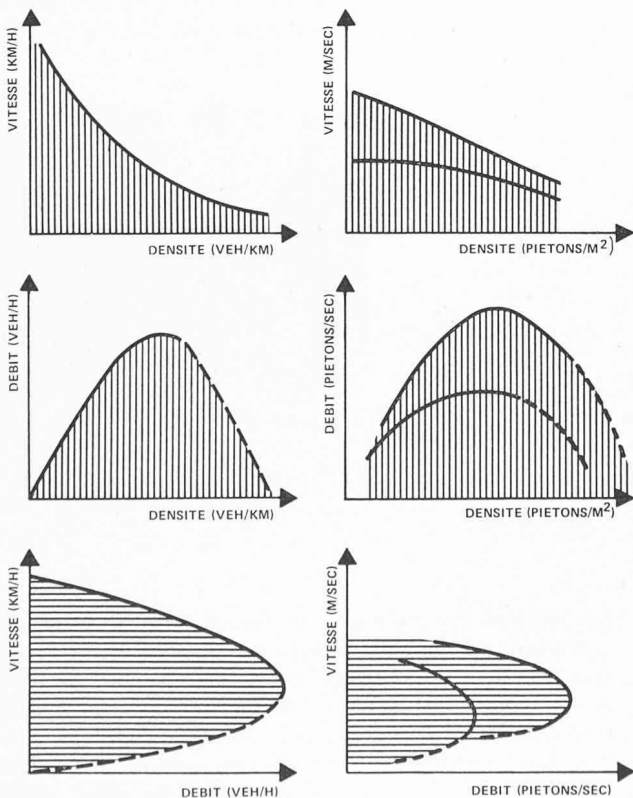 VITESSE (KM/H)
DENSITE (VEH/KM)
VITESSE (M/SEC)
DENSITE (PIETONS/M²)
DEBIT (VEH/H)
DENSITE (VEH/KM)
DEBIT (PIETONS/SEC)
DENSITE (PIETONS/M²)
VITESSE (KM/H)
DEBIT (VEH/H)
VITESSE (M/SEC)
DEBIT (PIETONS/SEC)